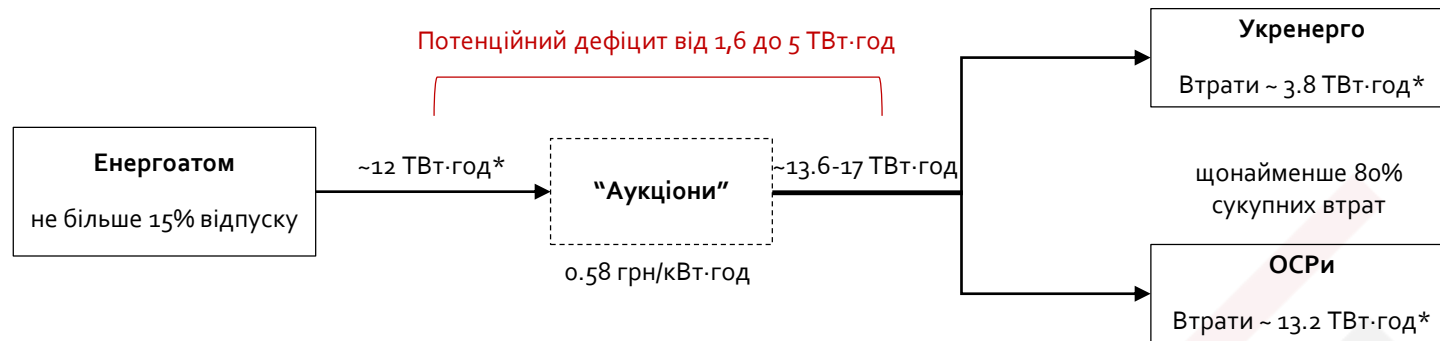 Потенційний дефіцит від 1,6 до 5 ТВт·год
Енергоатом
не більше 15% відпуску
~12 ТВт·год*
“Аукціони”
0.58 грн/кВт·год
~13.6-17 ТВт·год
Укренерго
Втрати ~ 3.8 ТВт·год*
щонайменше 80%
сукупних втрат
ОСРи
Втрати ~ 13.2 ТВт·год*